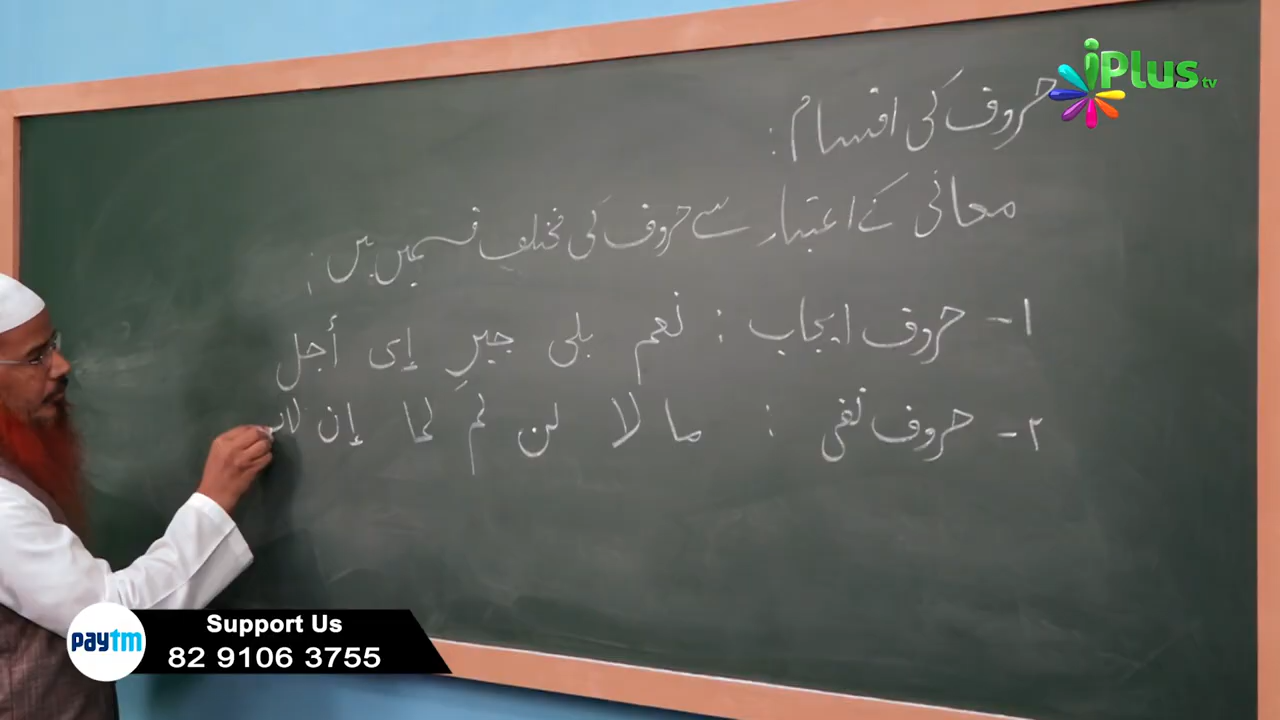 iPlus tv
حروف کی اقسام :
معانی کے اعتبار سے حروف کی مختلف قسمیں ہیں :
۱- حروف ایجاب : نعم بلی جیرِ إی أجل
۲- حروف نفی : ما لا لن لم لما إن
paytm
Support Us
82 9106 3755